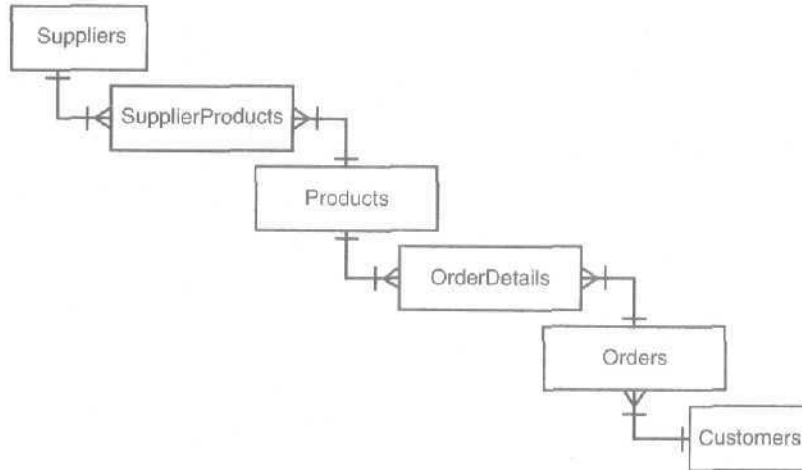 Suppliers
SupplierProducts
Products
OrderDetails
Orders
Customers